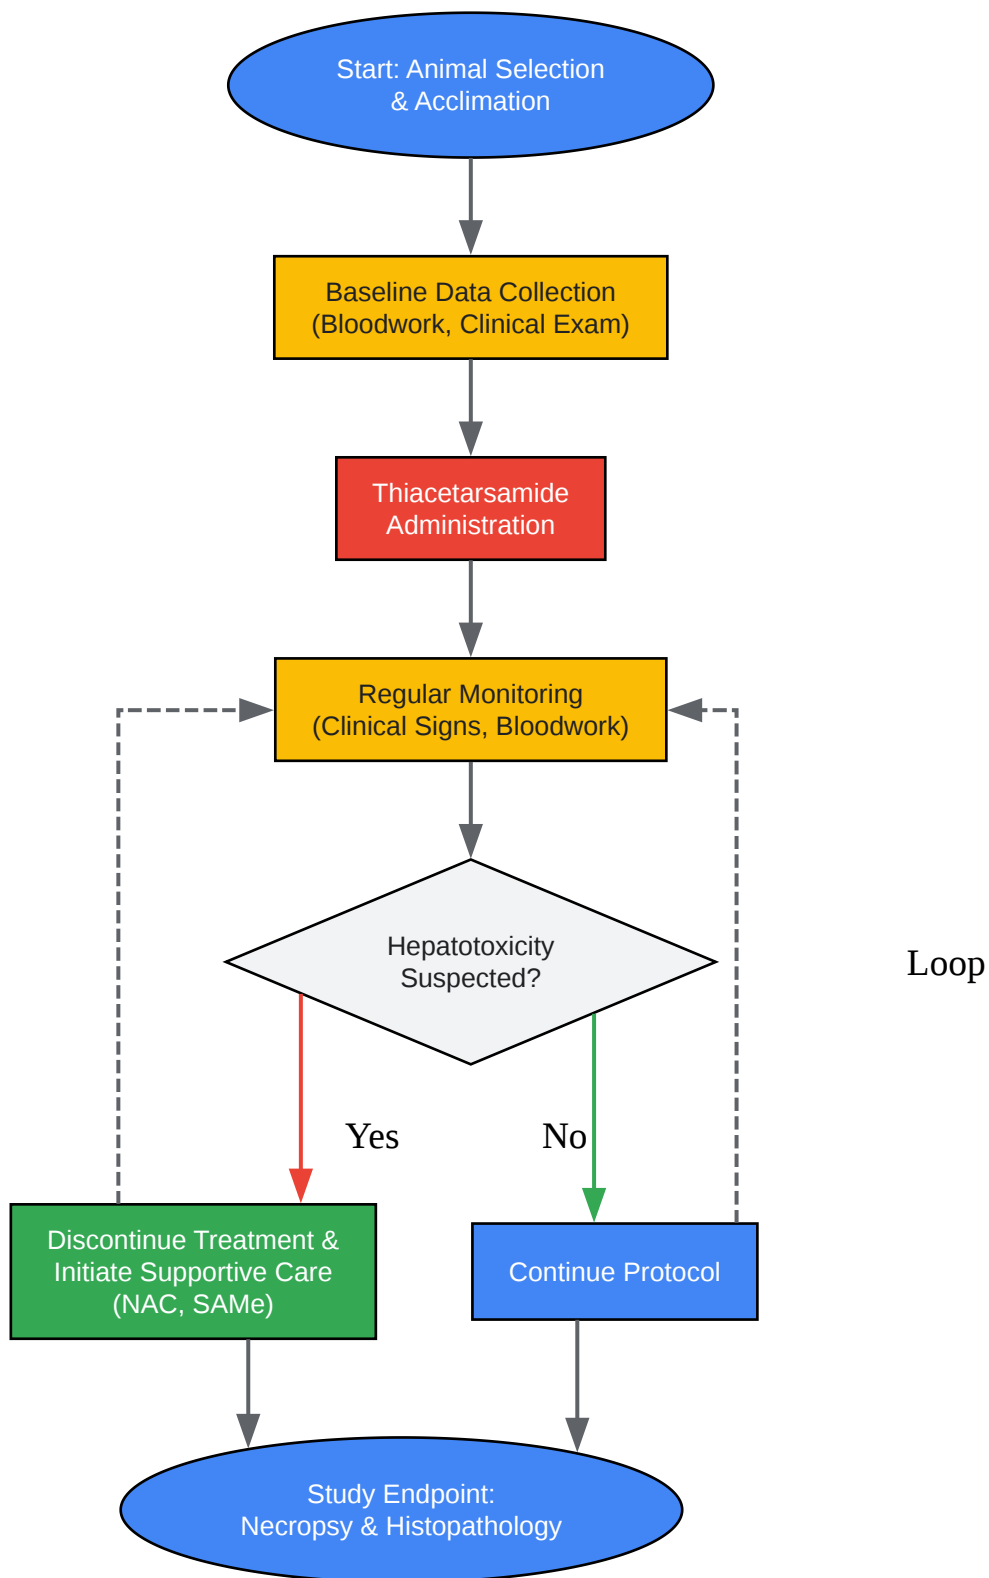 Start: Animal Selection
& Acclimation
Baseline Data Collection
(Bloodwork, Clinical Exam)
Thiacetarsamide
Administration
Regular Monitoring
(Clinical Signs, Bloodwork)
Hepatotoxicity
Suspected?
Loop
Yes
No
Discontinue Treatment &
Initiate Supportive Care
(NAC, SAMe)
Continue Protocol
Study Endpoint:
Necropsy & Histopathology